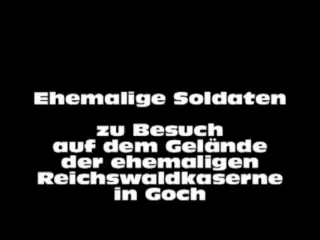 Ehemalige Soldaten
zu Besuch
auf dem Gelände
der ehemaligen
Reichswaldkaserne
in Goch